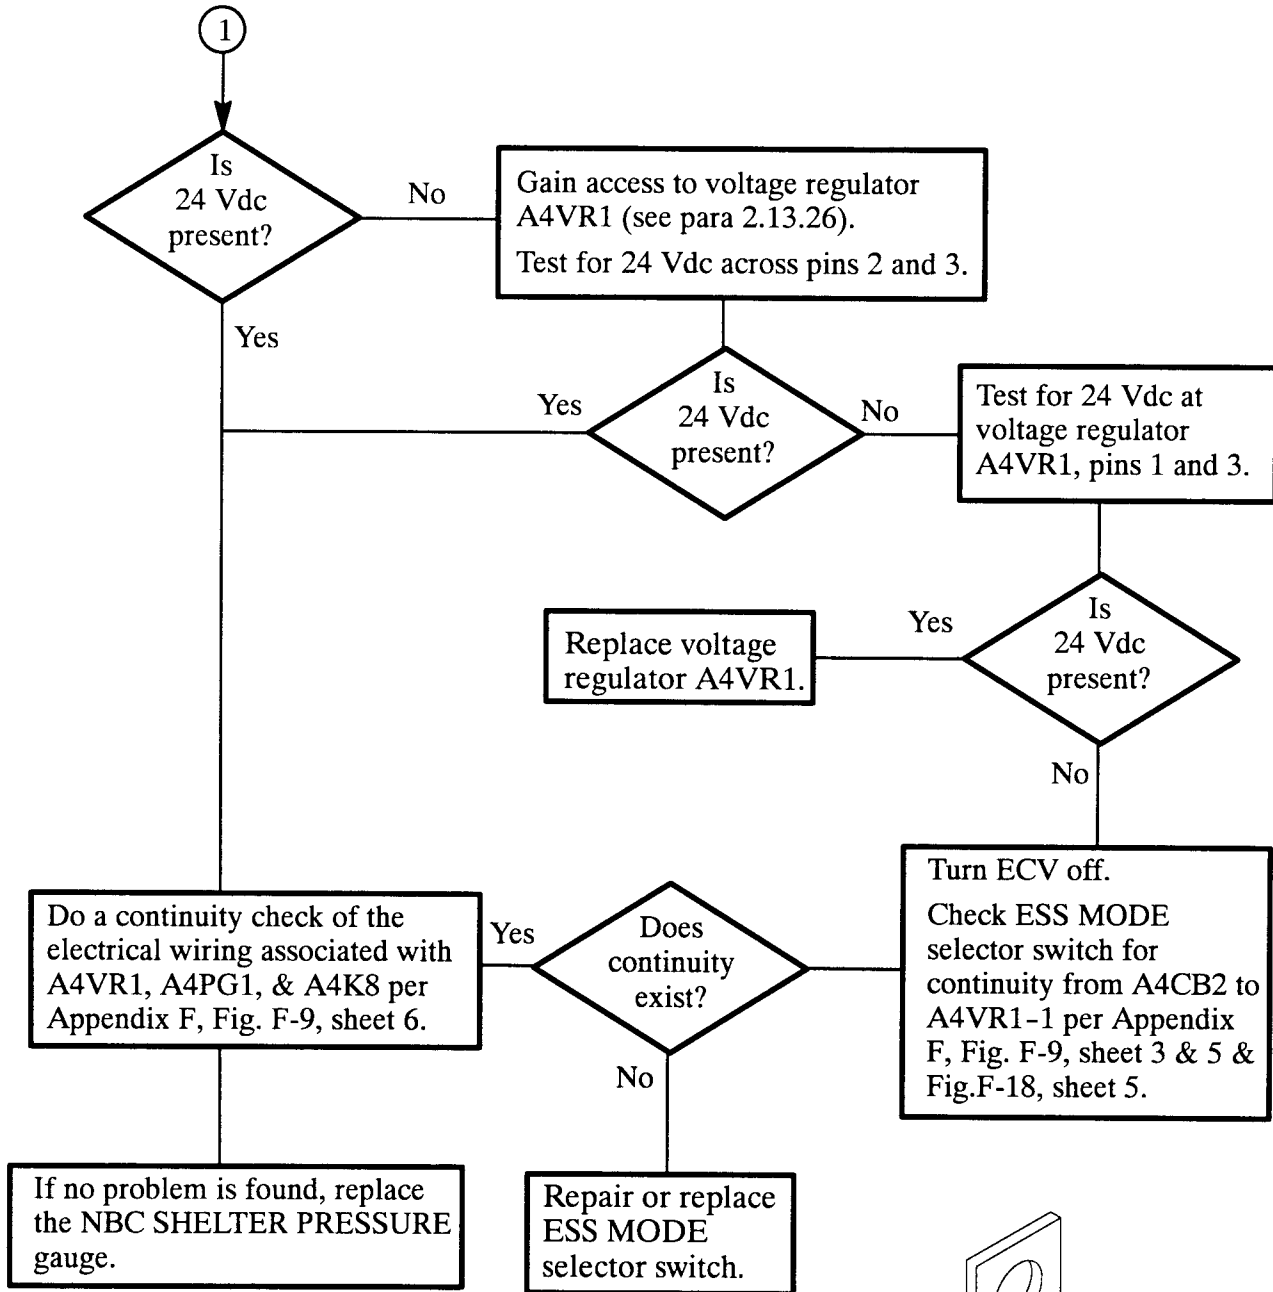 1
Is
24 Vdc
present?
No
Yes
Gain access to voltage regulator
A4VR1 (see para 2.13.26).
Test for 24 Vdc across pins 2 and 3.
Is
24 Vdc
present?
Yes
No
Test for 24 Vdc at
voltage regulator
A4VR1, pins 1 and 3.
Is
24 Vdc
present?
Yes
No
Replace voltage
regulator A4VR1.
Turn ECV off.
Check ESS MODE
selector switch for
continuity from A4CB2 to
A4VR1-1 per Appendix
F, Fig. F-9, sheet 3 & 5 &
Fig.F-18, sheet 5.
Does
continuity
exist?
Yes
No
Do a continuity check of the
electrical wiring associated with
A4VR1, A4PG1, & A4K8 per
Appendix F, Fig. F-9, sheet 6.
If no problem is found, replace
the NBC SHELTER PRESSURE
gauge.
Repair or replace
ESS MODE
selector switch.